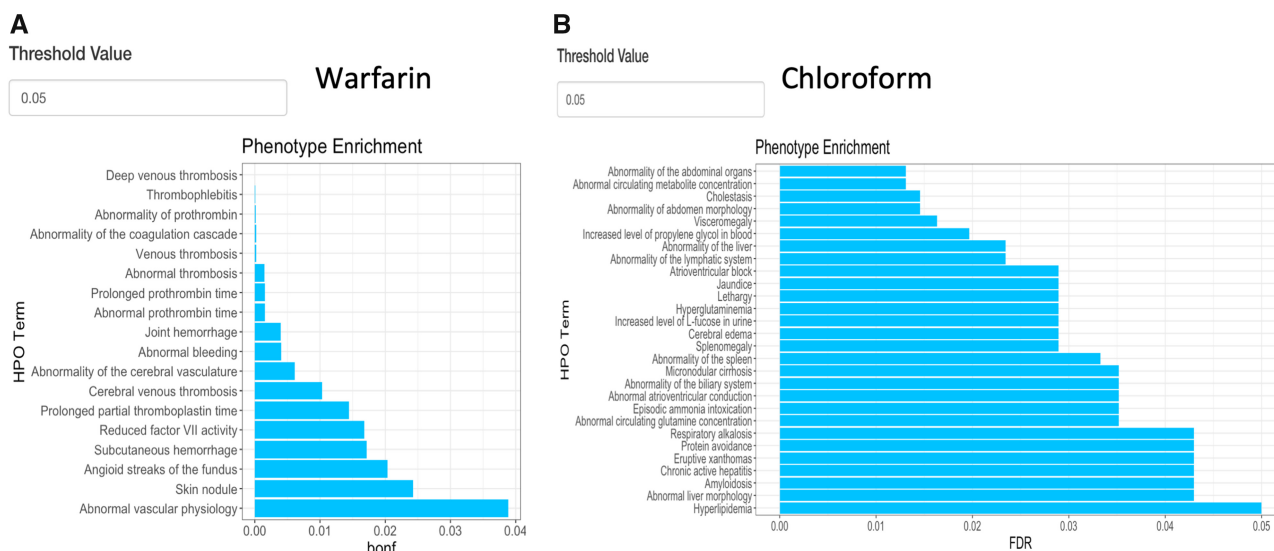 A
Threshold Value
0.05
Warfarin
Phenotype Enrichment
HPO Term
Deep venous thrombosis
Thrombophlebitis
Abnormality of prothrombin
Abnormality of the coagulation cascade
Venous thrombosis
Abnormal thrombosis
Prolonged prothrombin time
Abnormal prothrombin time
Joint hemorrhage
Abnormal bleeding
Abnormality of the cerebral vasculature
Cerebral venous thrombosis
Prolonged partial thromboplastin time
Reduced factor VII activity
Subcutaneous hemorrhage
Angioid streaks of the fundus
Skin nodule
Abnormal vascular physiology
0.00 0.01 0.02 0.03 0.04
bonf
B
Threshold Value
0.05
Chloroform
Phenotype Enrichment
HPO Term
Abnormality of the abdominal organs
Abnormal circulating metabolite concentration
Cholestasis
Abnormality of abdomen morphology
Visceromegaly
Increased level of propylene glycol in blood
Abnormality of the liver
Abnormality of the lymphatic system
Atrioventricular block
Jaundice
Lethargy
Hyperglutaminemia
Increased level of L-fucose in urine
Cerebral edema
Splenomegaly
Abnormality of the spleen
Micronodular cirrhosis
Abnormality of the biliary system
Abnormal atrioventricular conduction
Episodic ammonia intoxication
Abnormal circulating glutamine concentration
Respiratory alkalosis
Protein avoidance
Eruptive xanthomas
Chronic active hepatitis
Amyloidosis
Abnormal liver morphology
Hyperlipidemia
0.00 0.01 0.02 0.03 0.04 0.05
FDR